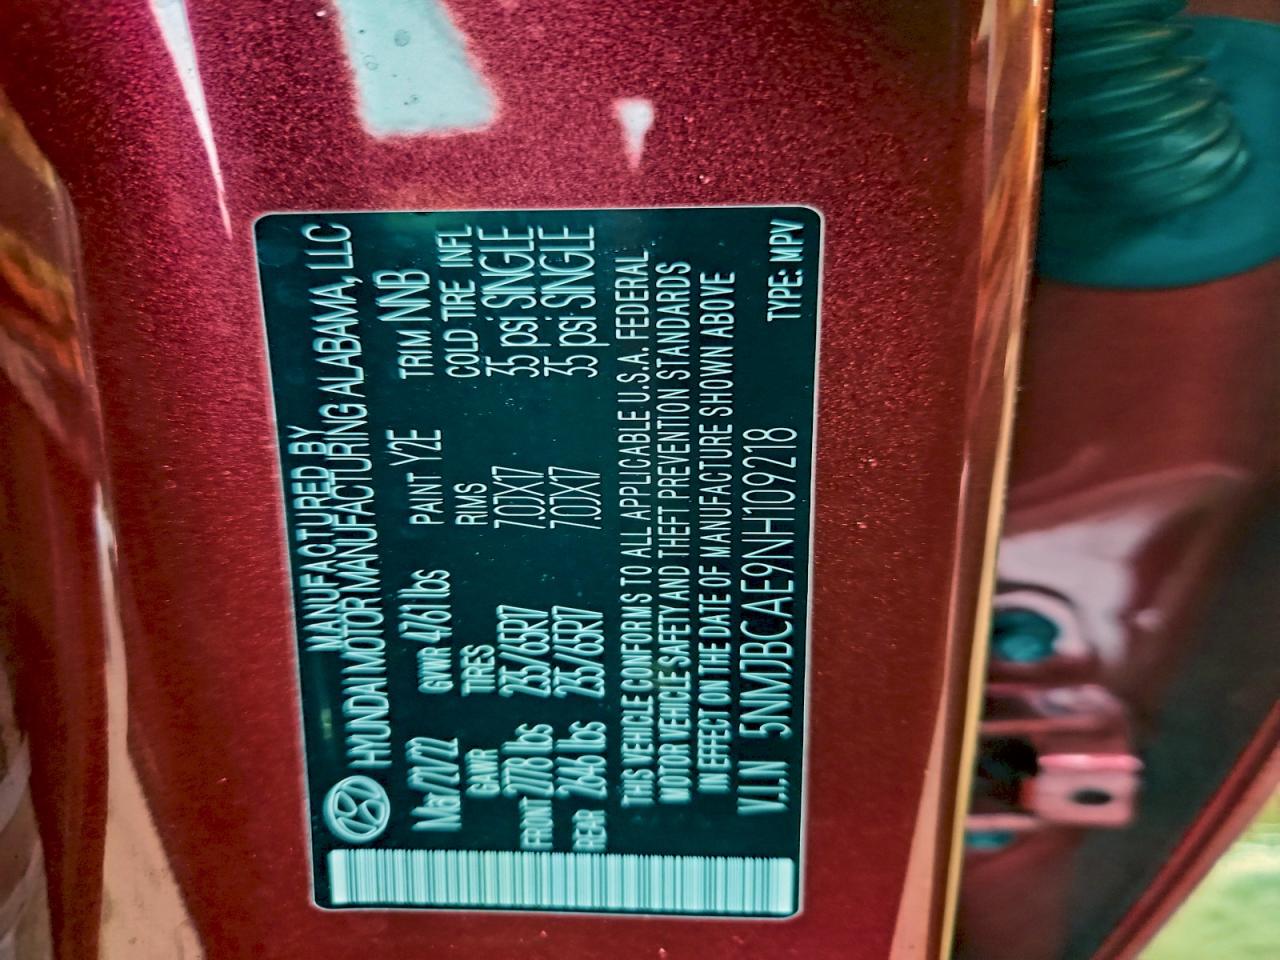 MANUFACTURED BY
HYUNDAI MOTOR MANUFACTURING ALABAMA, LLC
GVWR 4761 lbs PAINT Y2E TRIM NNB
GAWR TIRES RIMS COLD TIRE INFL
FRONT 2778 lbs 235/65R17 7.0JX17 35 psi SINGLE
REAR 2646 lbs 235/65R17 7.0JX17 35 psi SINGLE
THIS VEHICLE CONFORMS TO ALL APPLICABLE U.S.A. FEDERAL
MOTOR VEHICLE SAFETY AND THEFT PREVENTION STANDARDS
IN EFFECT ON THE DATE OF MANUFACTURE SHOWN ABOVE
V.I.N 5NMDBCAE9NH109218 TYPE: MPV